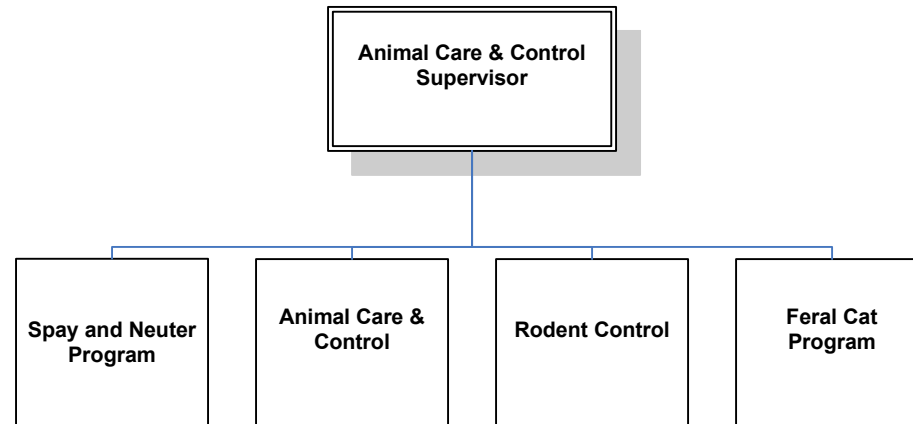 Animal Care & Control
Supervisor
Spay and Neuter
Program
Animal Care &
Control
Rodent Control
Feral Cat
Program